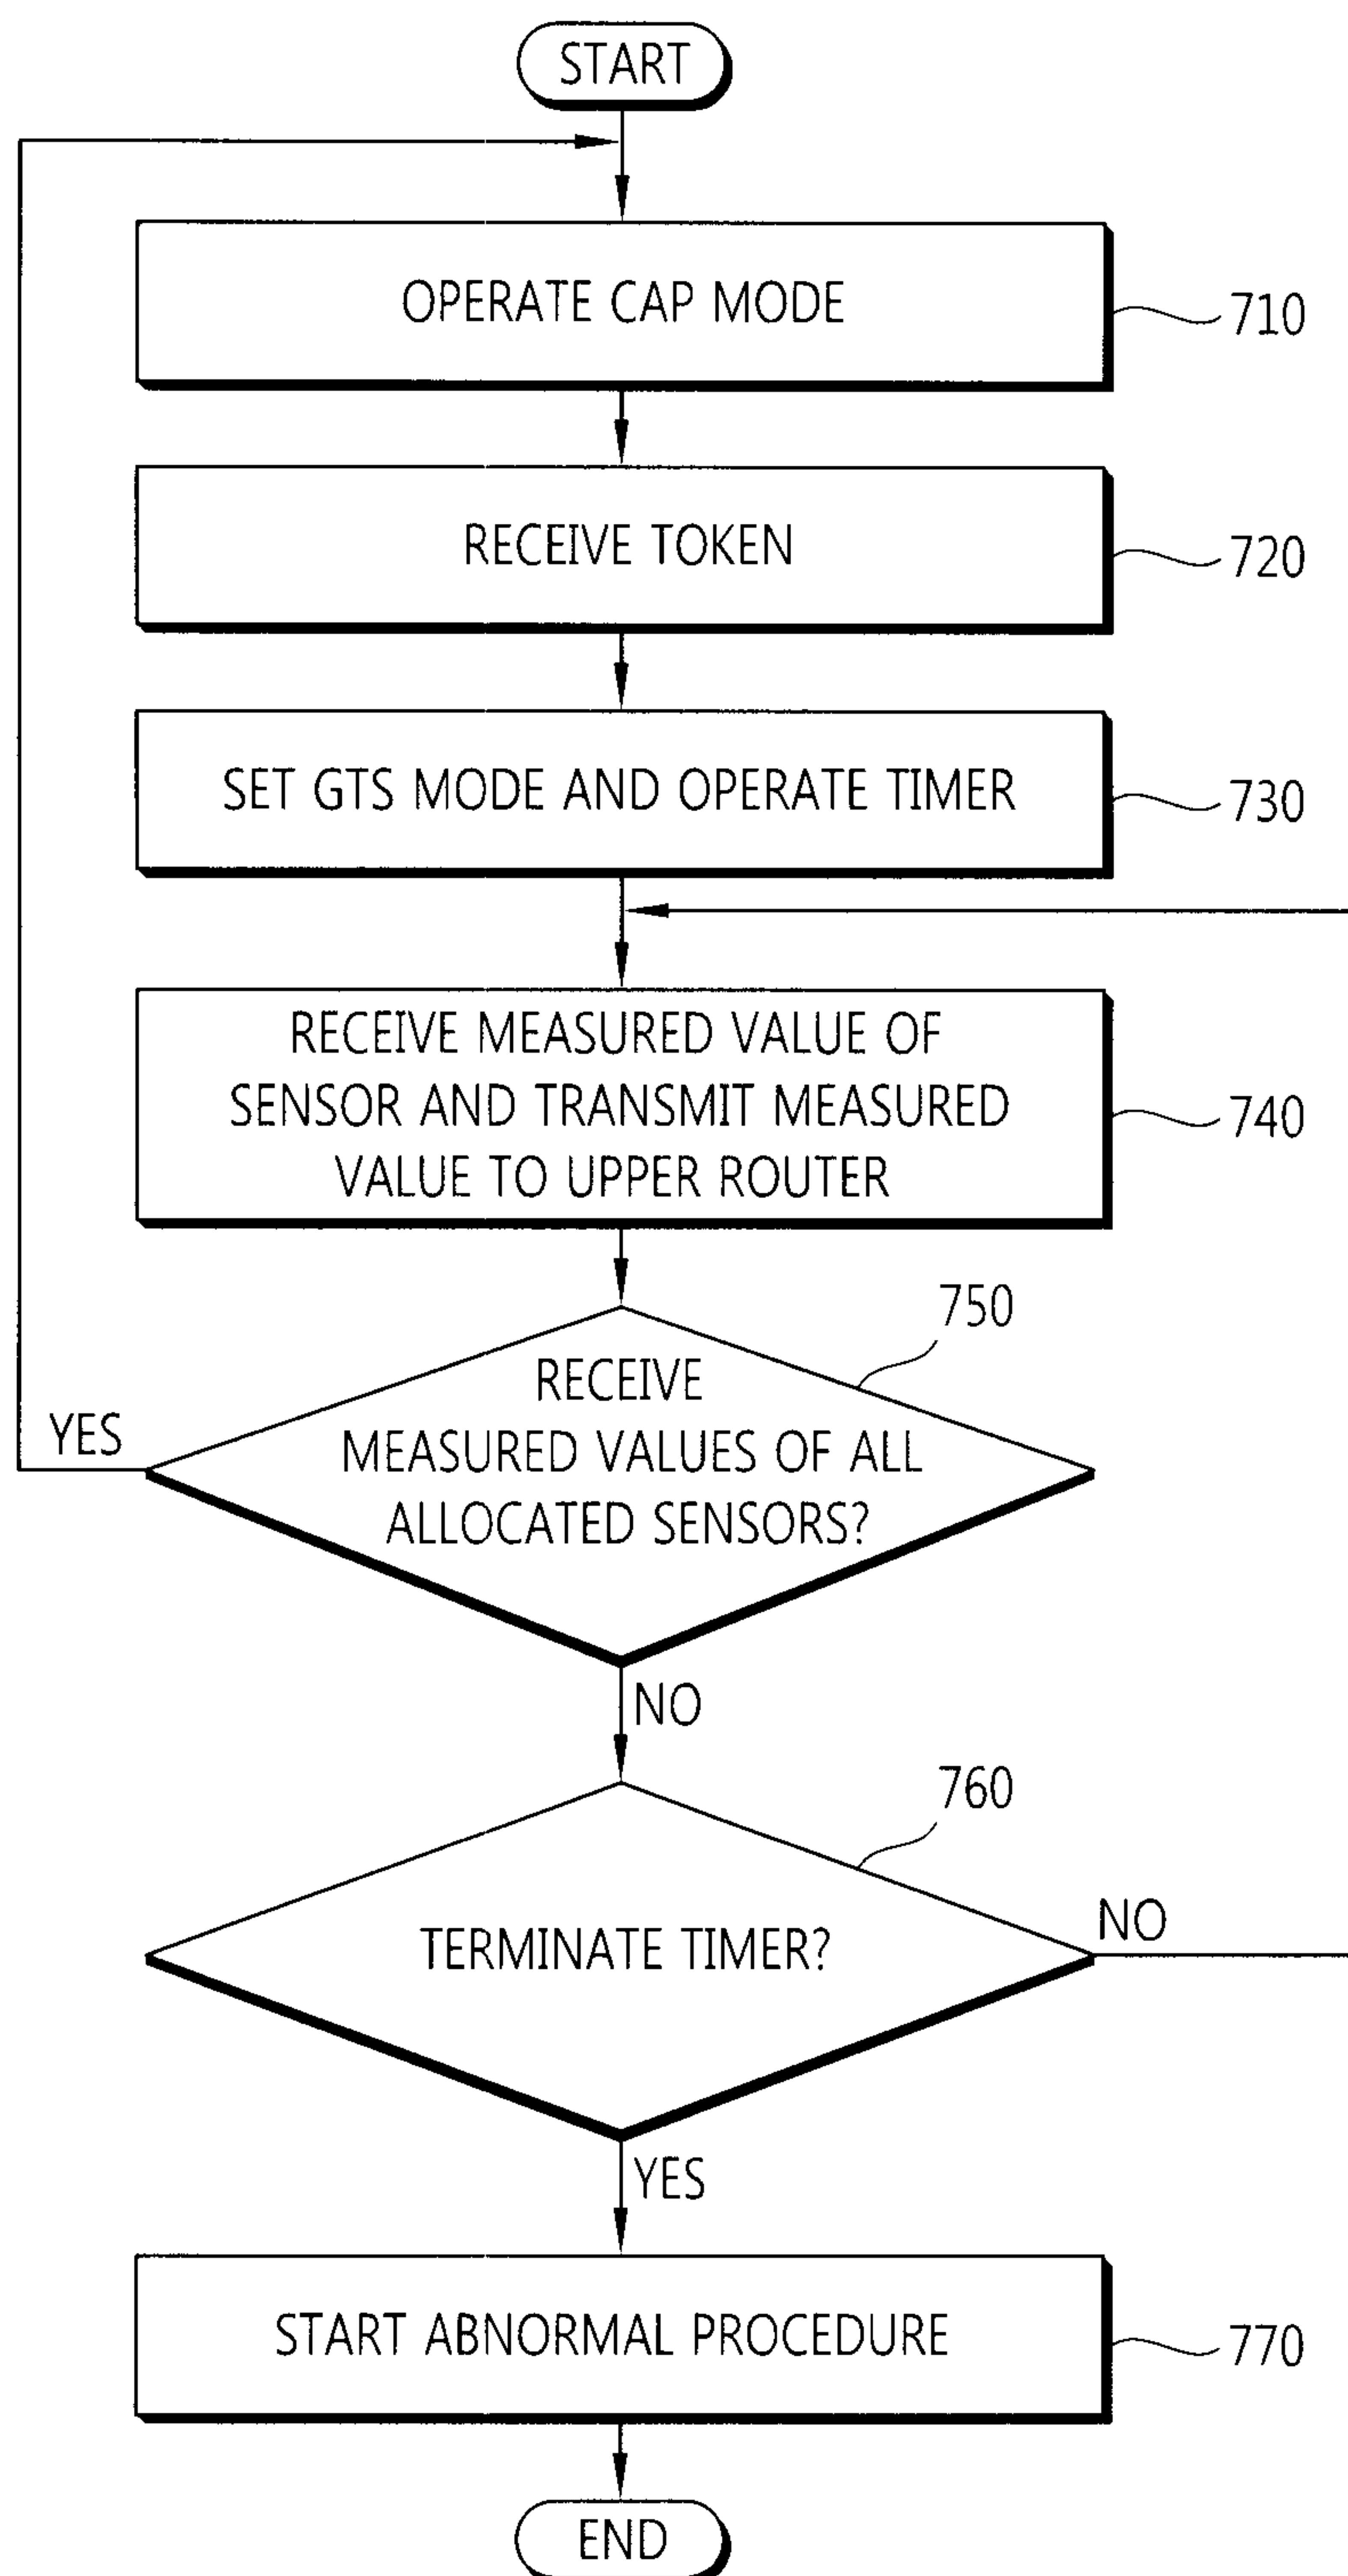 START
OPERATE CAP MODE
710
RECEIVE TOKEN
720
SET GTS MODE AND OPERATE TIMER
730
RECEIVE MEASURED VALUE OF
SENSOR AND TRANSMIT MEASURED
VALUE TO UPPER ROUTER
740
750
RECEIVE
MEASURED VALUES OF ALL
ALLOCATED SENSORS?
YES
NO
760
TERMINATE TIMER?
NO
YES
START ABNORMAL PROCEDURE
770
END